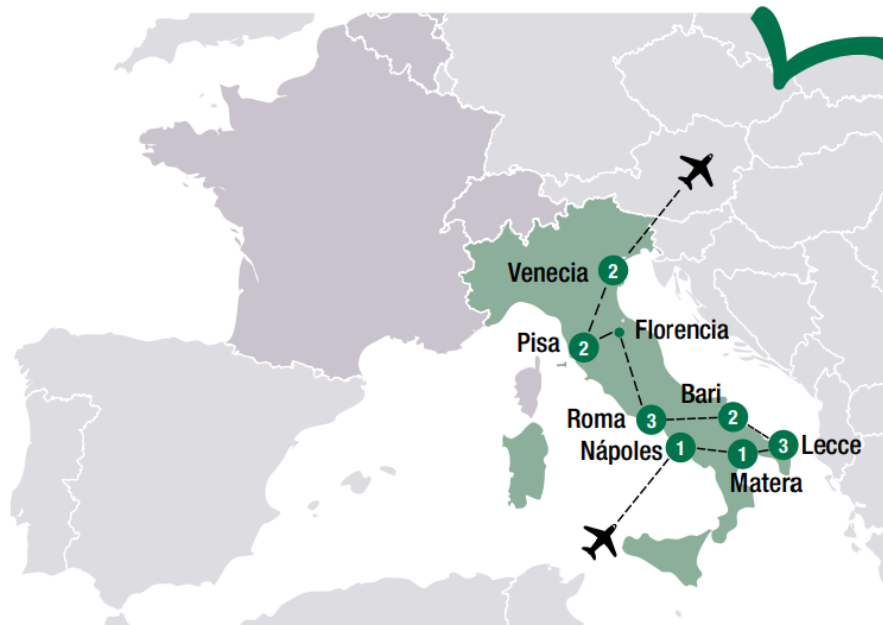 Venecia
2
Florencia
Pisa
2
Bari
2
Roma
3
Nápoles
1
1
3
Lecce
Matera